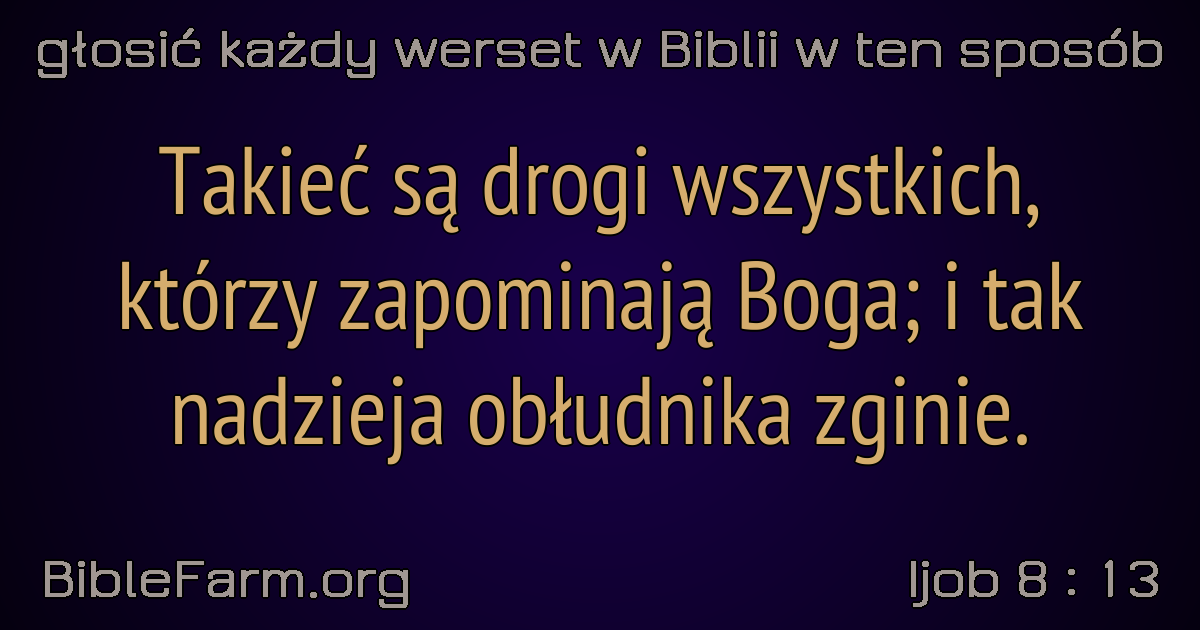 głosić każdy werset w Biblii w ten sposób
Takieć są drogi wszystkich,
którzy zapominają Boga; i tak
nadzieja obłudnika zginie.
BibleFarm.org
Ijob 8 : 13